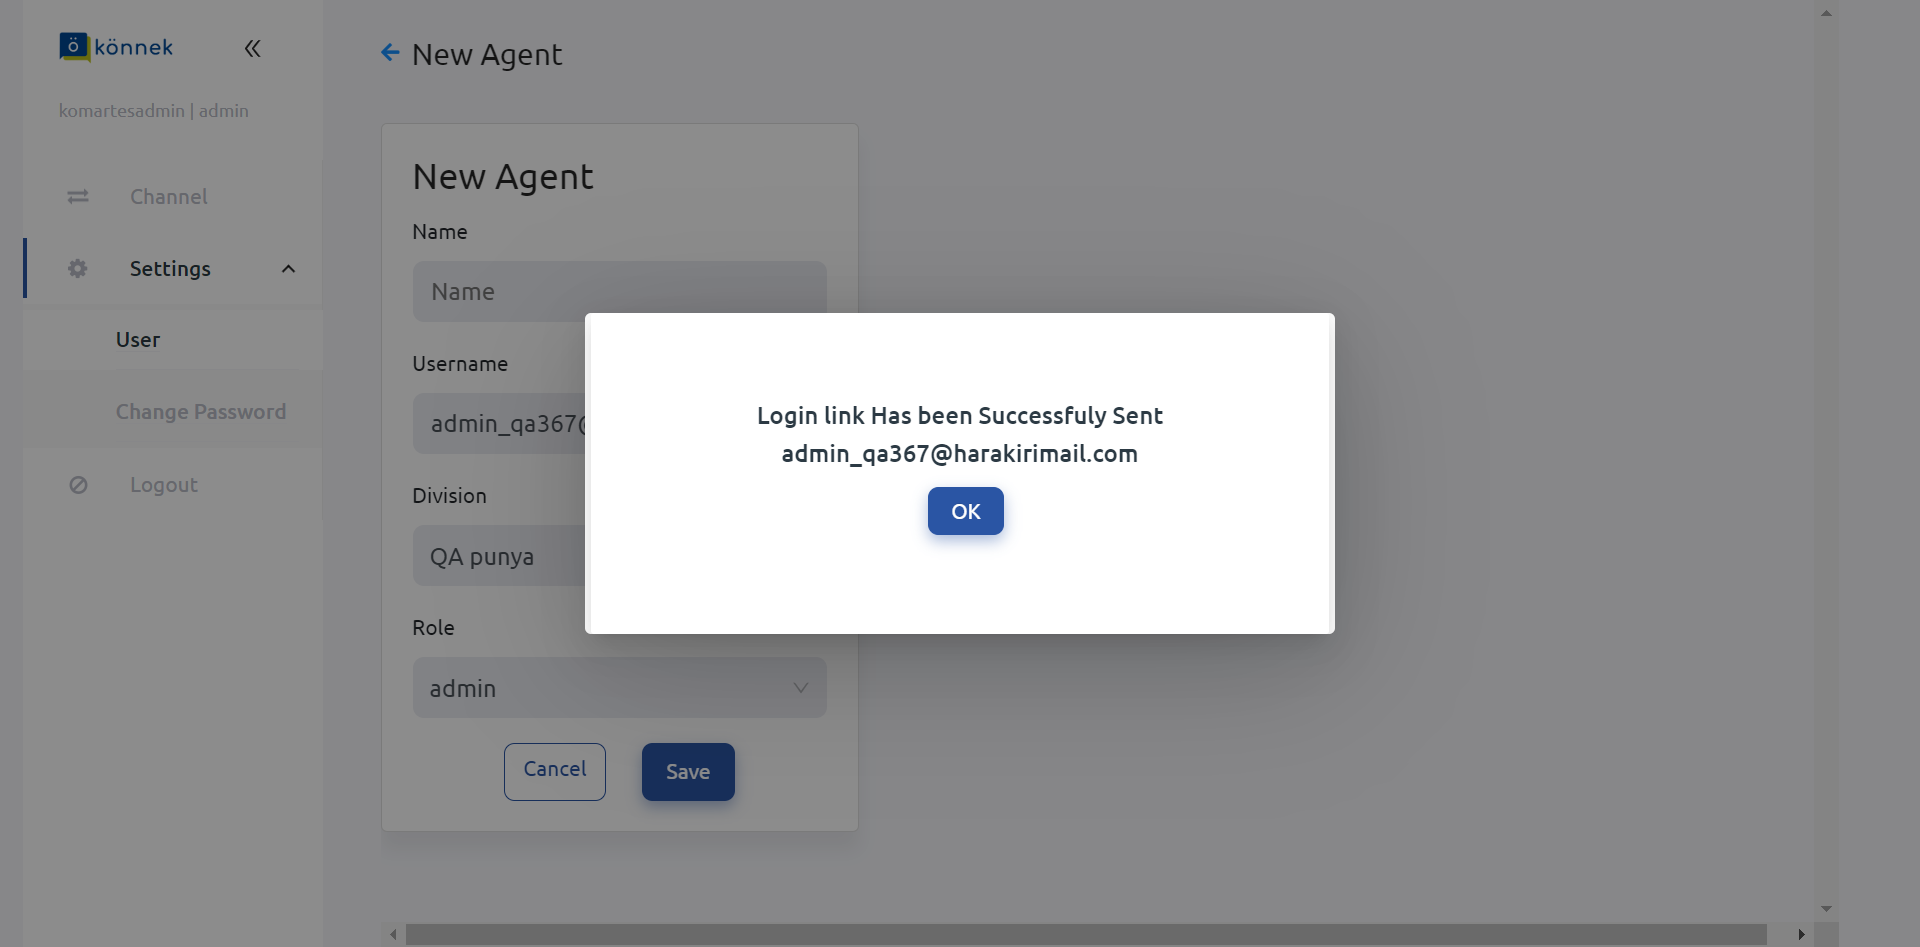 könnek
komartesadmin | admin
Channel
Settings
User
Change Password
Logout
New Agent
New Agent
Name
Name
Username
admin_qa367@
Division
QA punya
Role
admin
Cancel
Save
Login link Has been Successfuly Sent
admin_qa367@harakirimail.com
OK